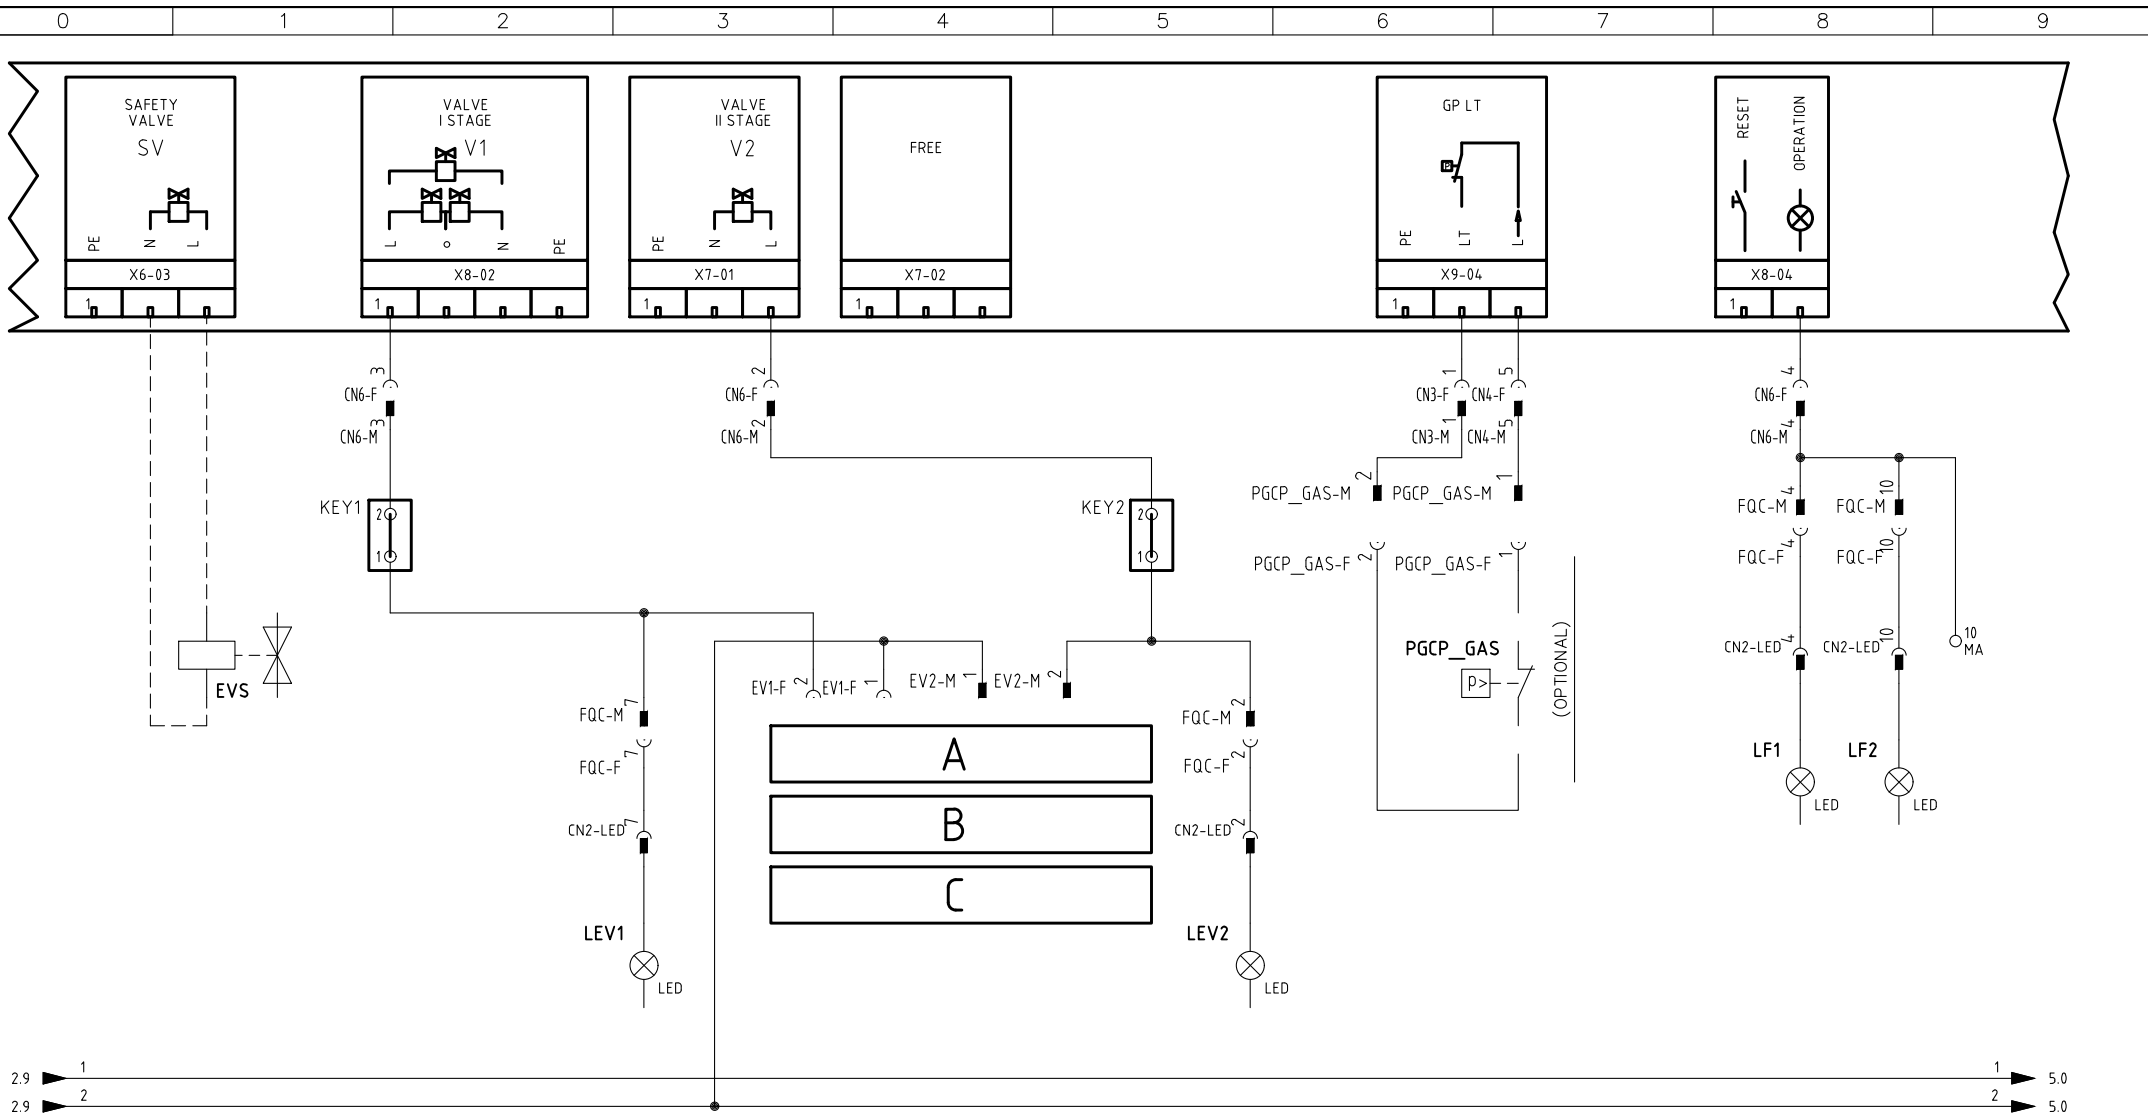 0 1 2 3 4 5 6 7 8 9
SAFETY
VALVE
SV
PE N L
X6-03
1
VALVE
I STAGE
V1
L o N PE
X8-02
1
VALVE
II STAGE
V2
PE N L
X7-01
1
FREE
X7-02
1
GP LT
P
PE LT L
X9-04
1
RESET OPERATION
X8-04
1
3
CN6-F
3
CN6-M
2
CN6-F
2
CN6-M
1
CN3-F
1
CN3-M
5
CN4-F
5
CN4-M
4
CN6-F
4
CN6-M
KEY1
2
1
KEY2
2
1
PGCP_GAS-M 2
PGCP_GAS-M 1
PGCP_GAS-F 2
PGCP_GAS-F 1
FQC-M 4
FQC-M 10
FQC-F 4
FQC-F 10
EVS
EV1-F 2
EV1-F 1
EV2-M 1
EV2-M 2
PGCP_GAS
P>
(OPTIONAL)
CN2-LED 4
CN2-LED 10
10
MA
FQC-M 7
FQC-F 7
CN2-LED 7
A
B
C
FQC-M 2
FQC-F 2
CN2-LED 2
LF1
LED
LF2
LED
LEV1
LED
LEV2
LED
2.9 1 1 5.0
2.9 2 2 5.0